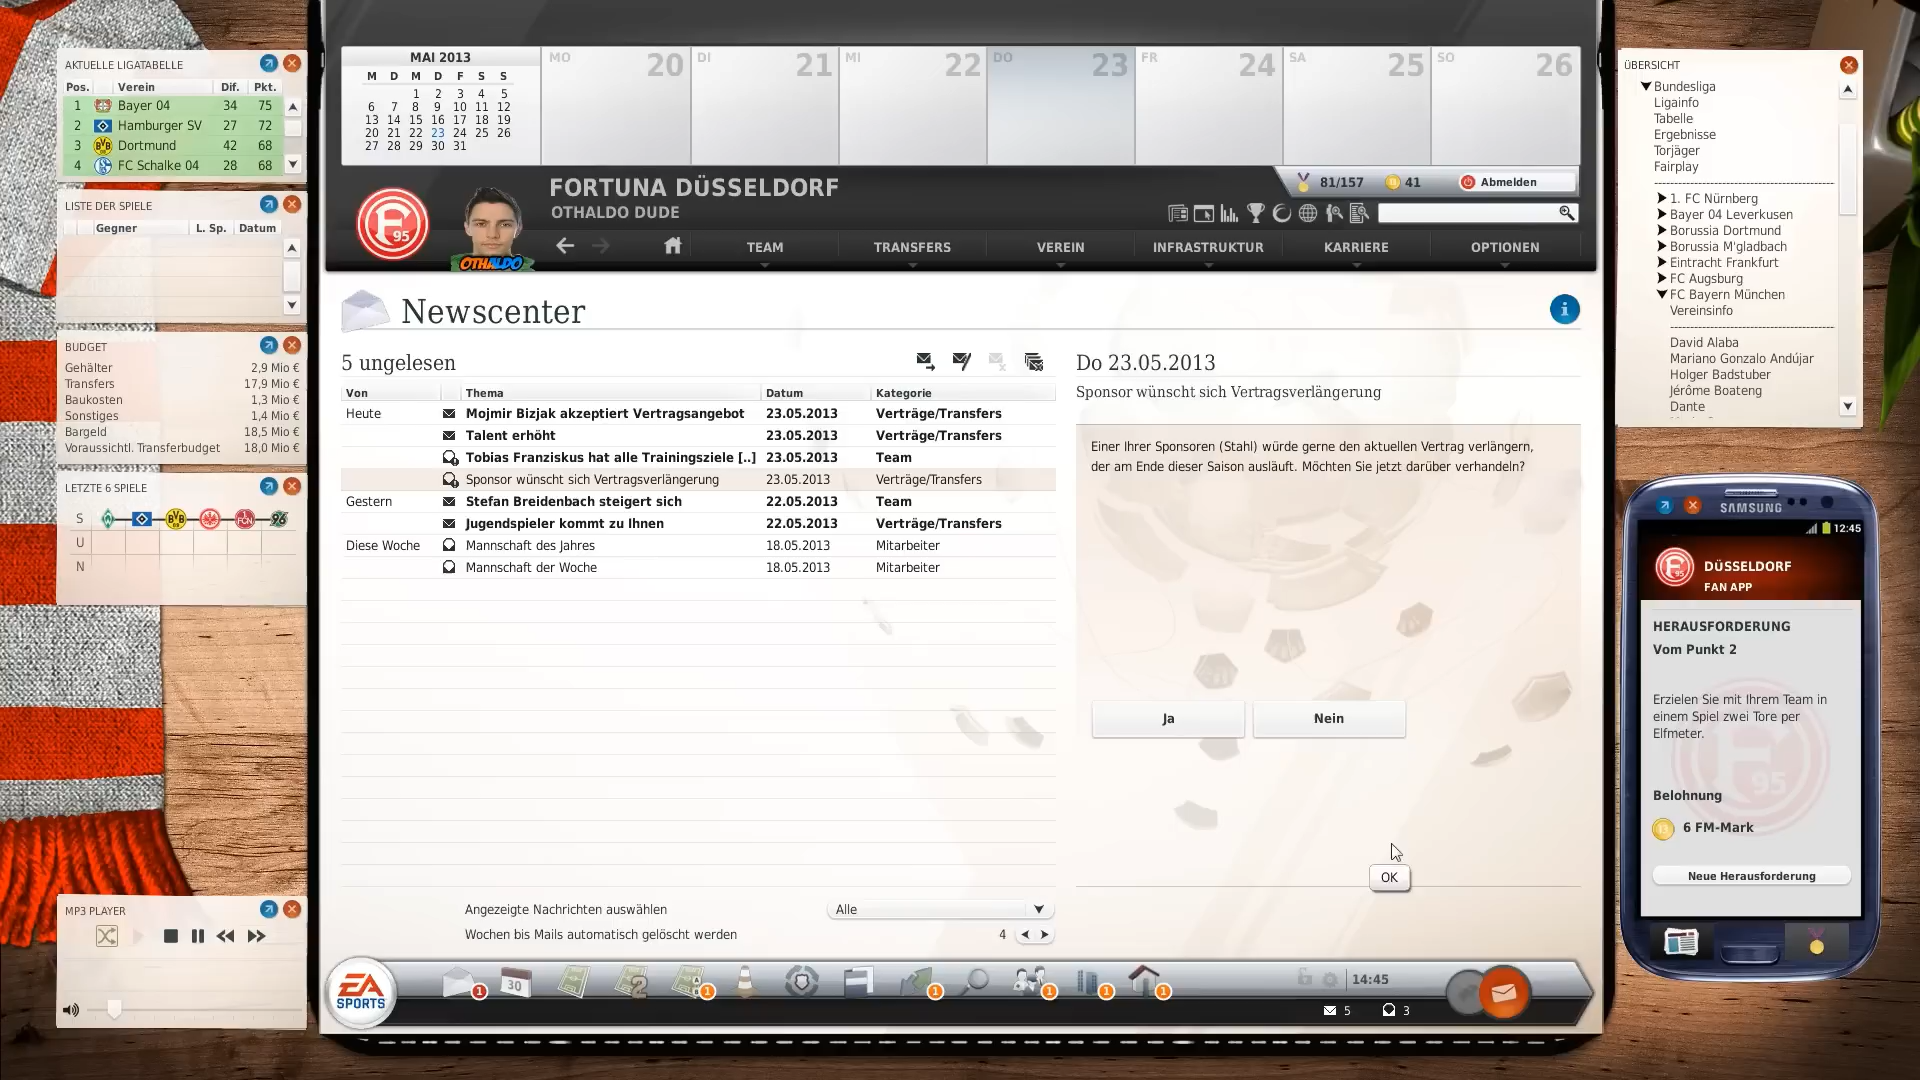 AKTUELLE LIGATABELLE
Pos. Verein Dif. Pkt.
1 Bayer 04 34 75
2 Hamburger SV 27 72
3 Dortmund 42 68
4 FC Schalke 04 28 68
LISTE DER SPIELE
Gegner L. Sp. Datum
BUDGET
Gehälter 2,9 Mio €
Transfers 17,9 Mio €
Baukosten 1,3 Mio €
Sonstiges 1,4 Mio €
Bargeld 18,5 Mio €
Voraussichtl. Transferbudget 18,0 Mio €
LETZTE 6 SPIELE
S
U
N
MP3 PLAYER
MAI 2013
M D M D F S S
1 2 3 4 5
6 7 8 9 10 11 12
13 14 15 16 17 18 19
20 21 22 23 24 25 26
27 28 29 30 31
MO 20 DI 21 MI 22 DO 23 FR 24 SA 25 SO 26
FORTUNA DÜSSELDORF
OTHALDO DUDE
81/157 41 Abmelden
F 95
OTHALDO
TEAM TRANSFERS VEREIN INFRASTRUKTUR KARRIERE OPTIONEN
Newscenter
5 ungelesen
Von Thema Datum Kategorie
Heute Mojmir Bizjak akzeptiert Vertragsangebot 23.05.2013 Verträge/Transfers
Talent erhöht 23.05.2013 Verträge/Transfers
Tobias Franziskus hat alle Trainingsziele [..] 23.05.2013 Team
Sponsor wünscht sich Vertragsverlängerung 23.05.2013 Verträge/Transfers
Gestern Stefan Breidenbach steigert sich 22.05.2013 Team
Jugendspieler kommt zu Ihnen 22.05.2013 Verträge/Transfers
Diese Woche Mannschaft des Jahres 18.05.2013 Mitarbeiter
Mannschaft der Woche 18.05.2013 Mitarbeiter
Angezeigte Nachrichten auswählen Alle
Wochen bis Mails automatisch gelöscht werden 4
Do 23.05.2013
Sponsor wünscht sich Vertragsverlängerung
Einer Ihrer Sponsoren (Stahl) würde gerne den aktuellen Vertrag verlängern,
der am Ende dieser Saison ausläuft. Möchten Sie jetzt darüber verhandeln?
Ja Nein
OK
EA SPORTS
1 30 2 1 1 1 1 1
14:45
5 3
ÜBERSICHT
Bundesliga
Ligainfo
Tabelle
Ergebnisse
Torjäger
Fairplay
1. FC Nürnberg
Bayer 04 Leverkusen
Borussia Dortmund
Borussia M'gladbach
Eintracht Frankfurt
FC Augsburg
FC Bayern München
Vereinsinfo
David Alaba
Mariano Gonzalo Andújar
Holger Badstuber
Jérôme Boateng
Dante
SAMSUNG
12:45
DÜSSELDORF
FAN APP
HERAUSFORDERUNG
Vom Punkt 2
Erzielen Sie mit Ihrem Team in
einem Spiel zwei Tore per
Elfmeter.
Belohnung
6 FM-Mark
Neue Herausforderung